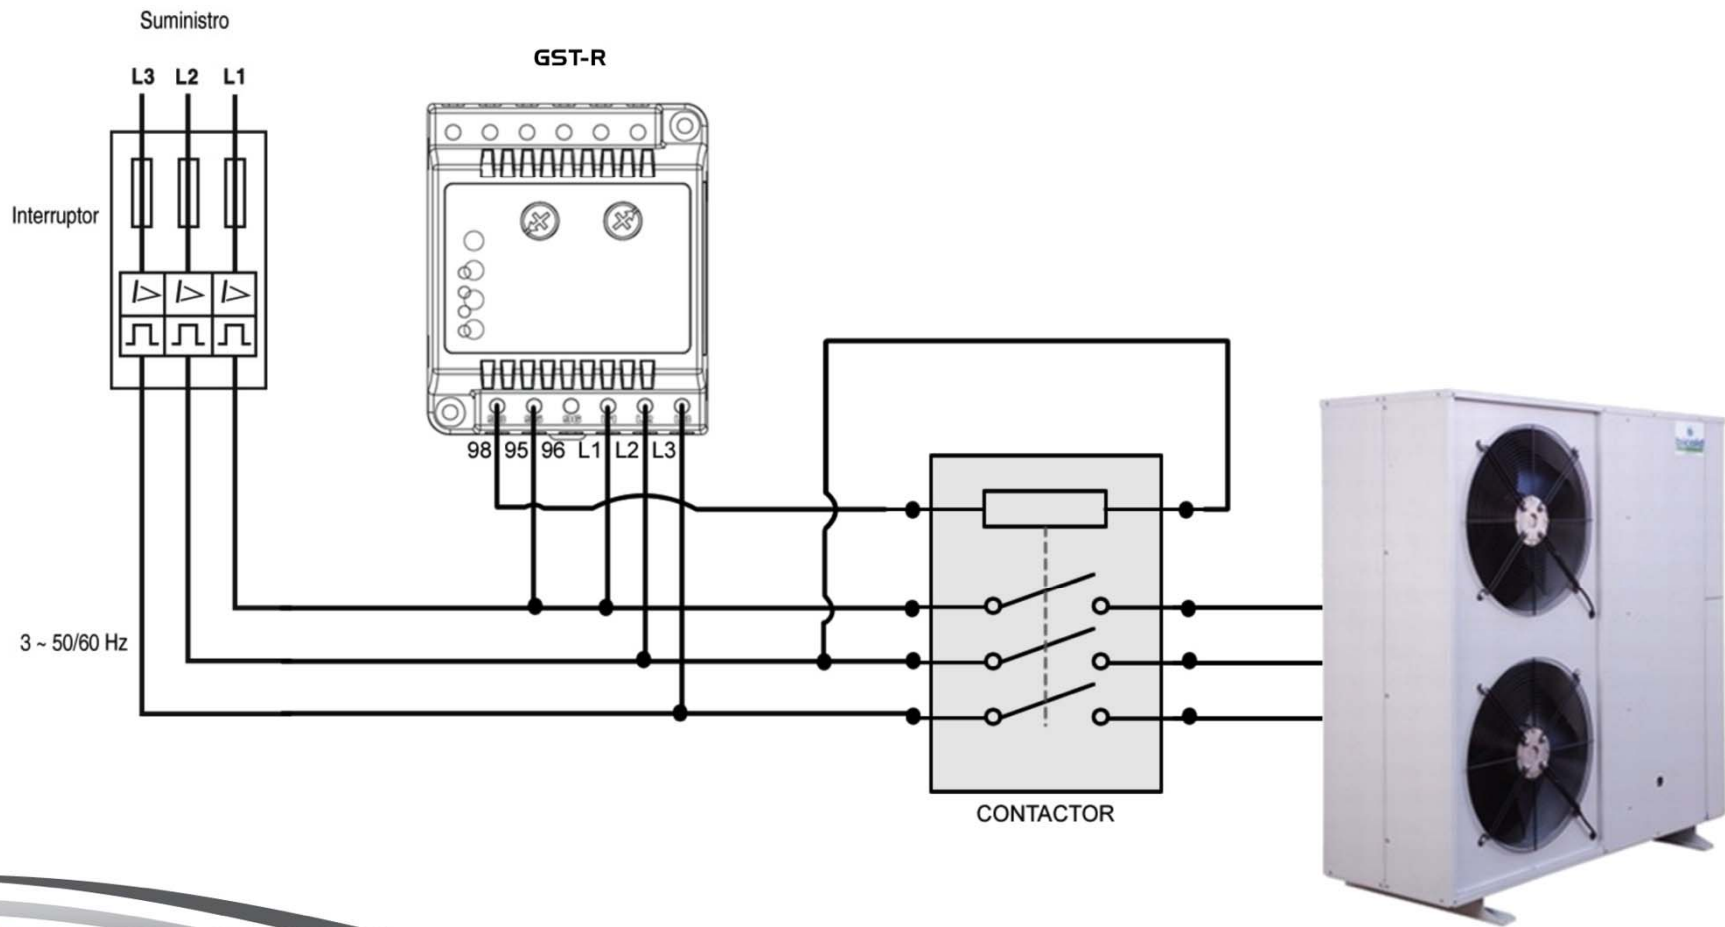 Suministro
GST-R
L3 L2 L1
Interruptor
98 95 96 L1 L2 L3
3 ~ 50/60 Hz
CONTACTOR